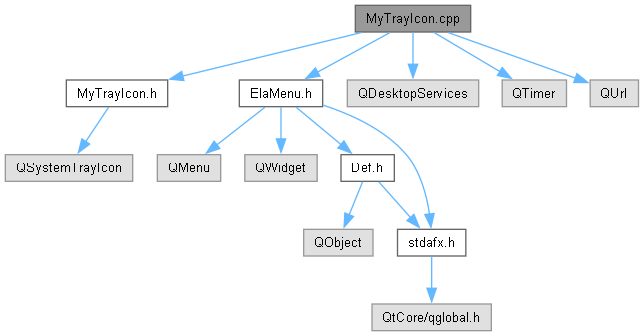 MyTrayIcon.cpp
MyTrayIcon.h
ElaMenu.h
QDesktopServices
QTimer
QUrl
QSystemTrayIcon
QMenu
QWidget
Def.h
QObject
stdafx.h
QtCore/qglobal.h